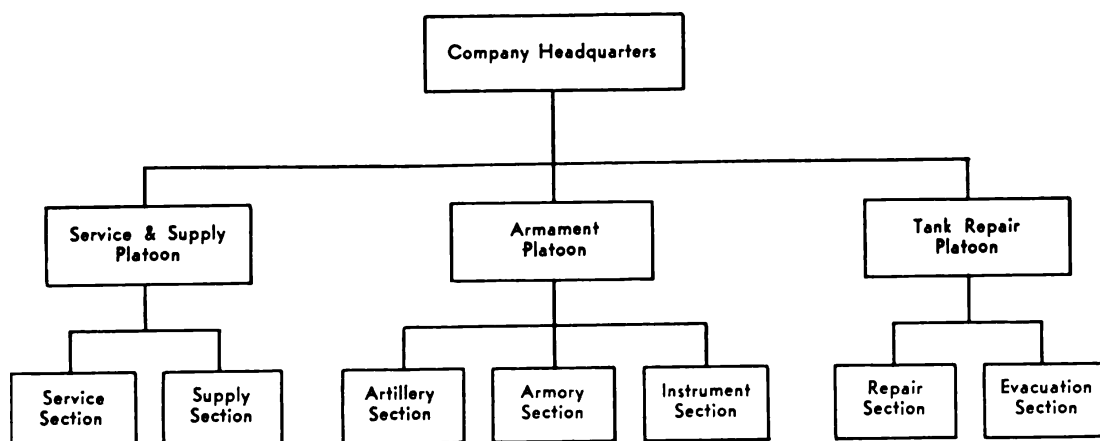 Company Headquarters
Service & Supply
Platoon
Armament
Platoon
Tank Repair
Platoon
Service
Section
Supply
Section
Artillery
Section
Armory
Section
Instrument
Section
Repair
Section
Evacuation
Section